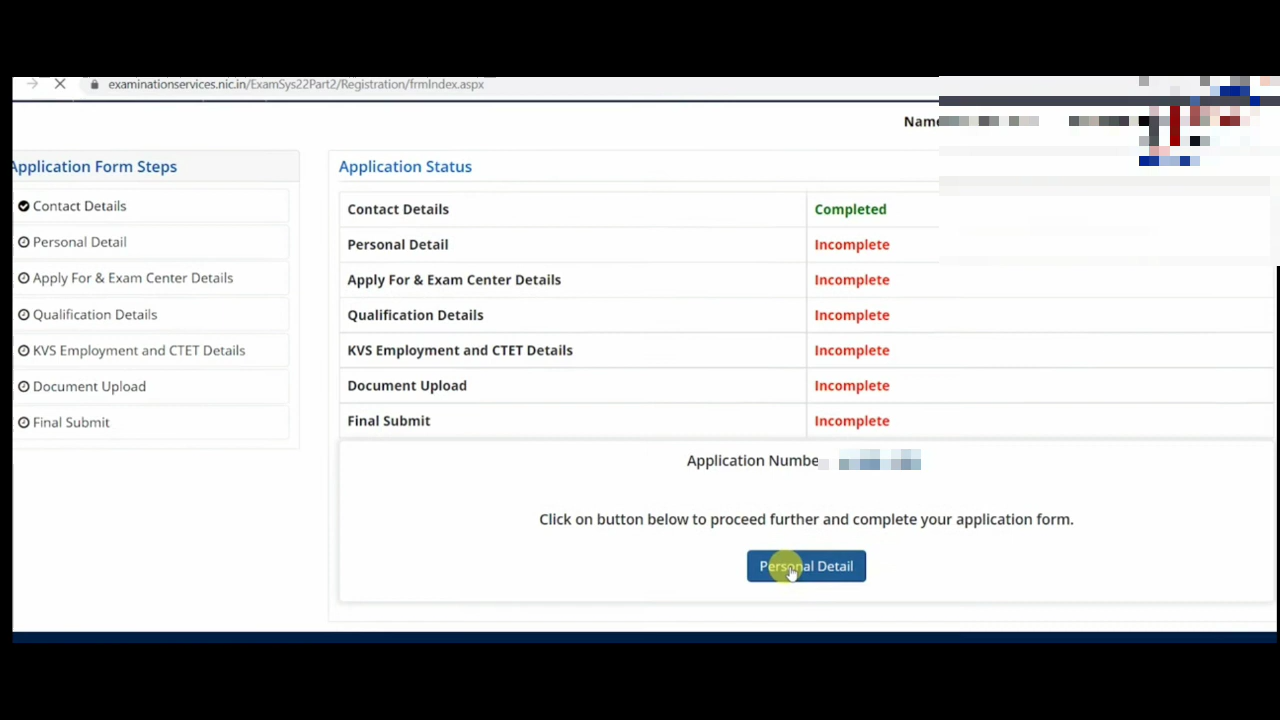 examinationservices.nic.in/ExamSys22Part2/Registration/frmIndex.aspx
Name
Application Form Steps
Contact Details
Personal Detail
Apply For & Exam Center Details
Qualification Details
KVS Employment and CTET Details
Document Upload
Final Submit
Application Status
Contact Details Completed
Personal Detail Incomplete
Apply For & Exam Center Details Incomplete
Qualification Details Incomplete
KVS Employment and CTET Details Incomplete
Document Upload Incomplete
Final Submit Incomplete
Application Numbe
Click on button below to proceed further and complete your application form.
Personal Detail